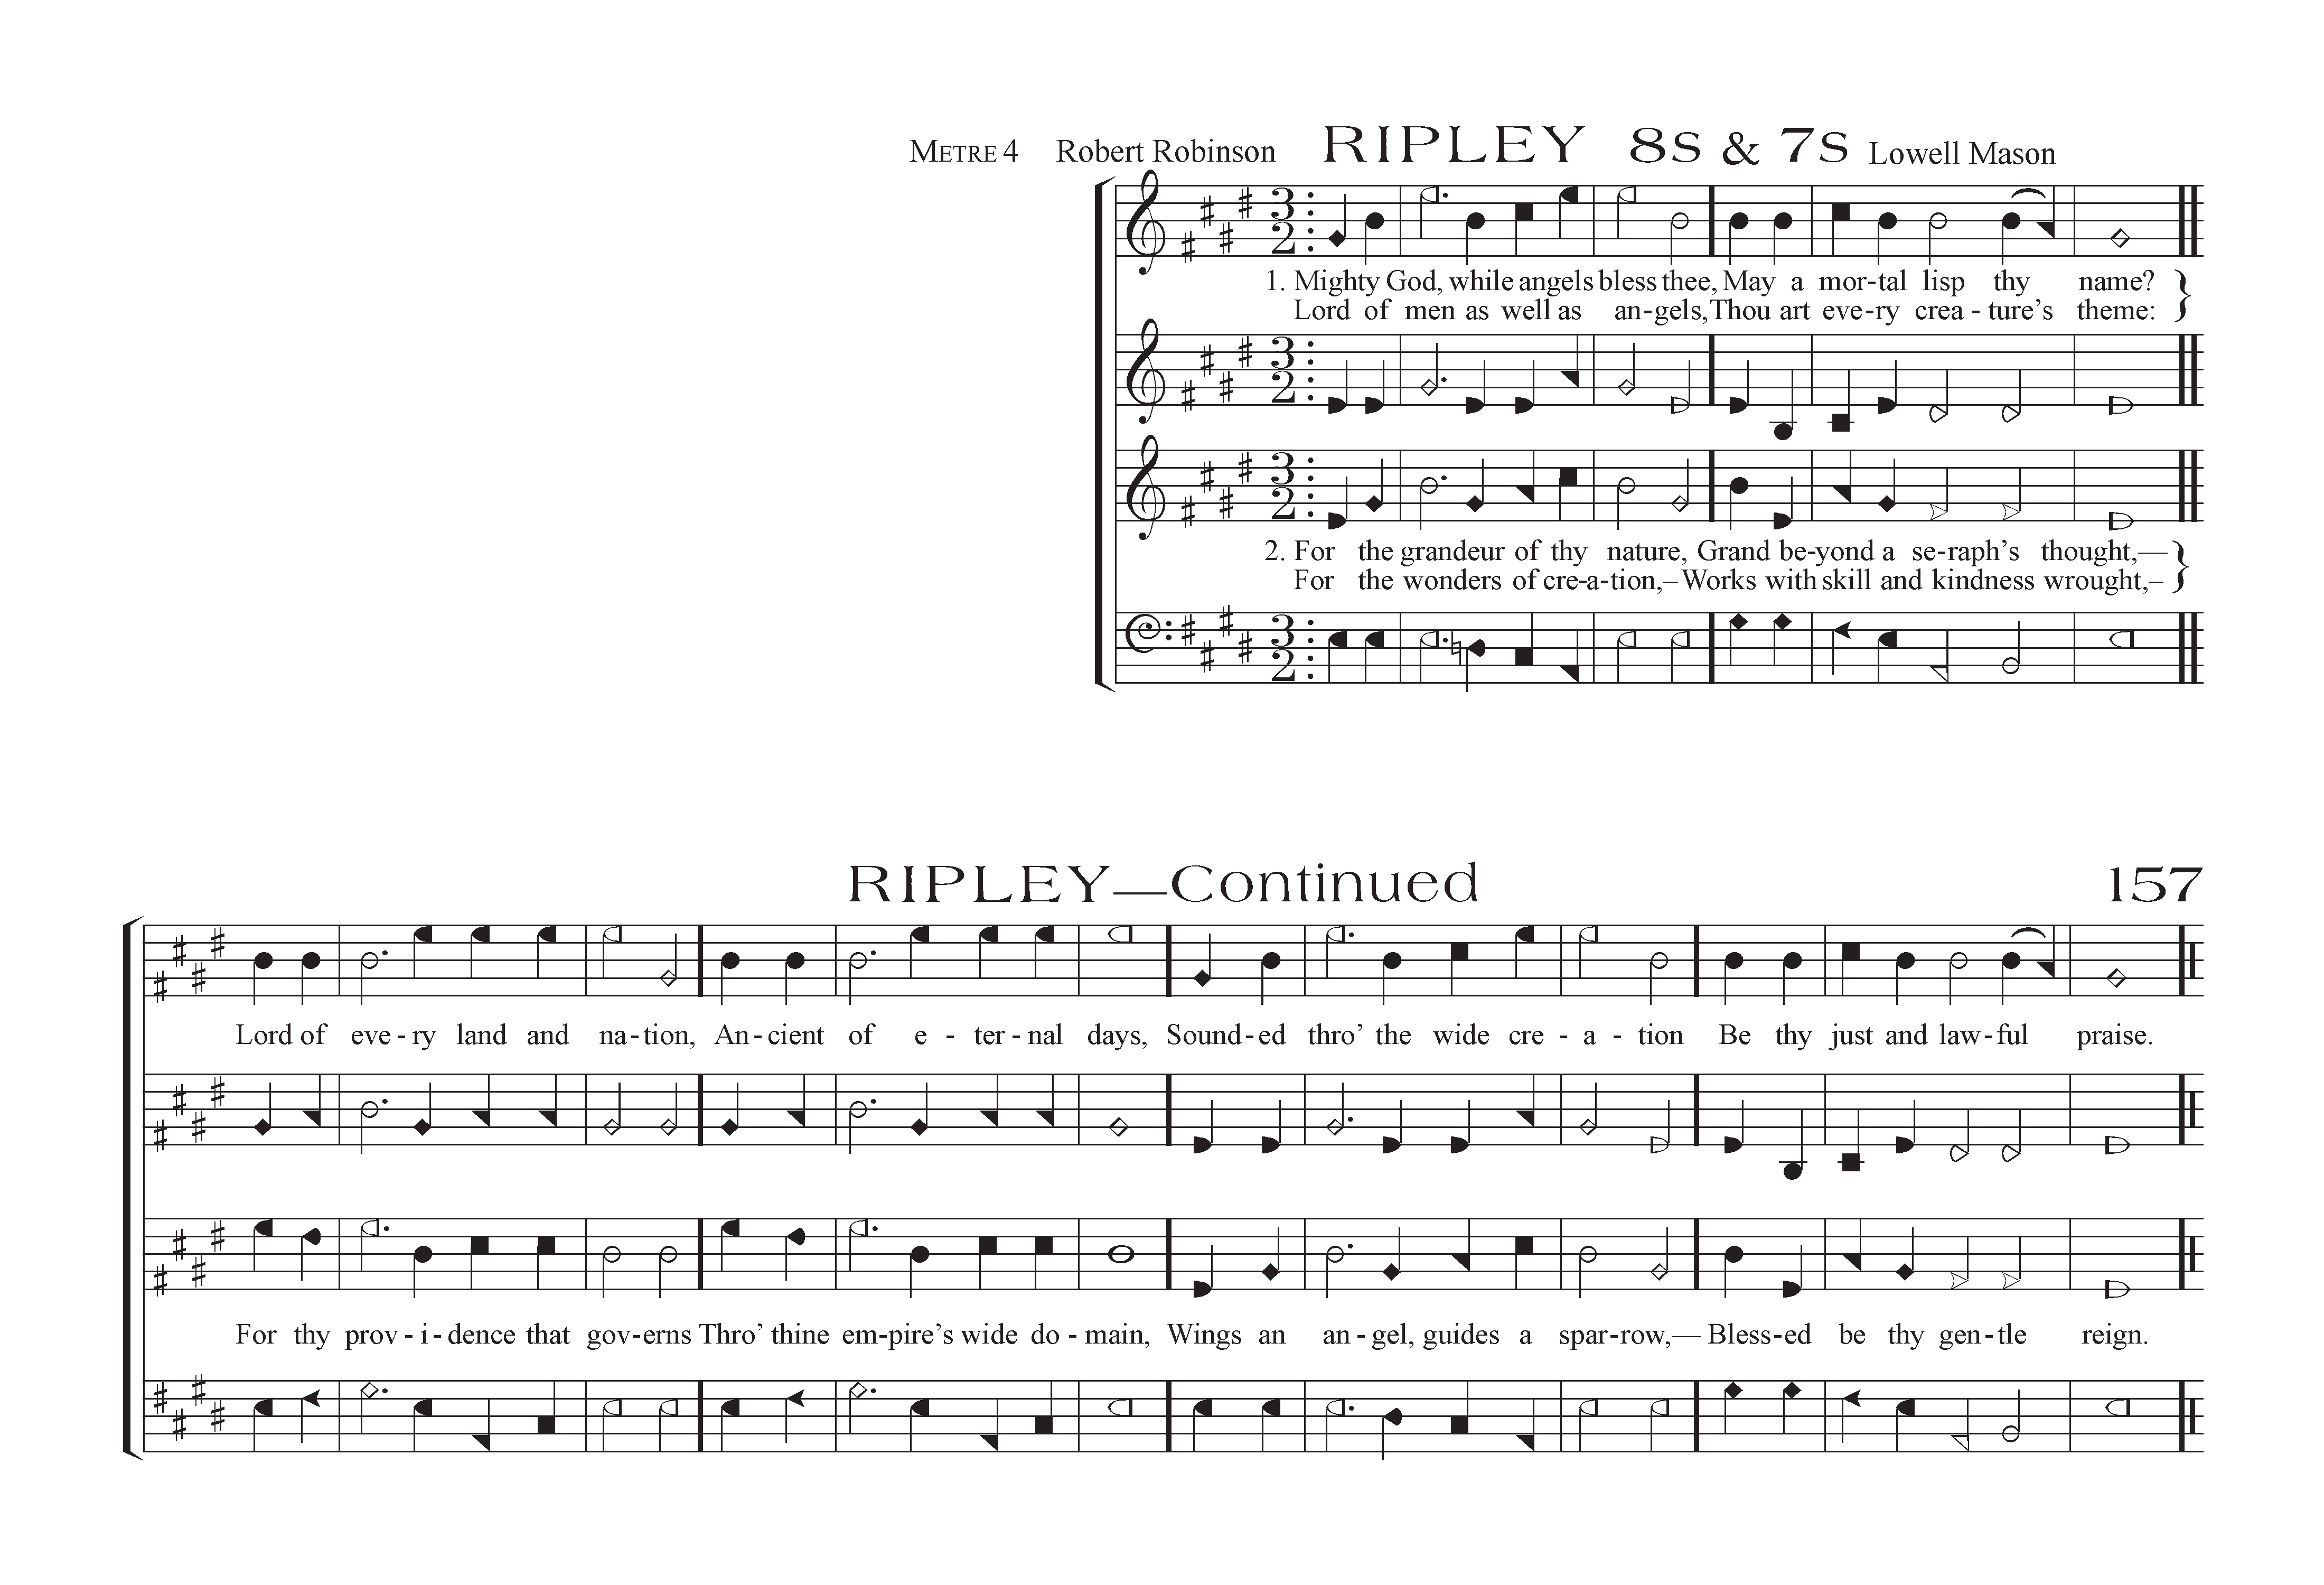 METRE 4 Robert Robinson RIPLEY 8s & 7s Lowell Mason
3 2
1. Mighty God, while angels bless thee, May a mor-tal lisp thy name? }
Lord of men as well as an-gels, Thou art eve-ry crea - ture's theme:
3 2
3 2
2. For the grandeur of thy nature, Grand be-yond a se-raph's thought,— }
For the wonders of cre-a-tion,– Works with skill and kindness wrought,–
3 2
RIPLEY—Continued 157
Lord of eve - ry land and na - tion, An - cient of e - ter - nal days, Sound - ed thro' the wide cre - a - tion Be thy just and law - ful praise.
For thy prov - i - dence that gov-erns Thro' thine em-pire's wide do - main, Wings an an - gel, guides a spar-row,— Bless-ed be thy gen-tle reign.